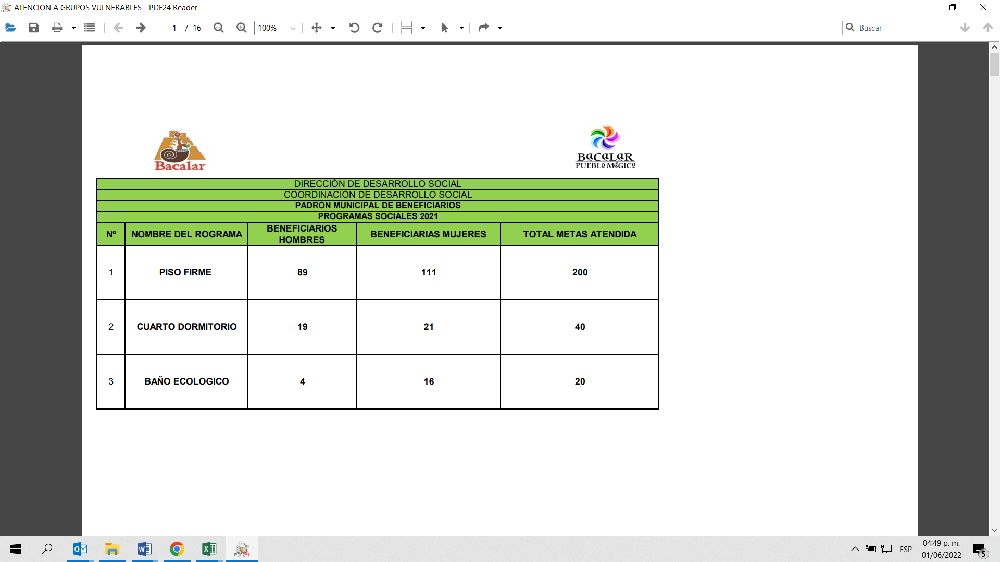 ATENCION A GRUPOS VULNERABLES - PDF24 Reader
1 / 16 100% Buscar
Bacalar
BacalaR
PUEBLO MáGICO
DIRECCIÓN DE DESARROLLO SOCIAL
COORDINACIÓN DE DESARROLLO SOCIAL
PADRÓN MUNICIPAL DE BENEFICIARIOS
PROGRAMAS SOCIALES 2021
Nº NOMBRE DEL ROGRAMA BENEFICIARIOS HOMBRES BENEFICIARIAS MUJERES TOTAL METAS ATENDIDA
1 PISO FIRME 89 111 200
2 CUARTO DORMITORIO 19 21 40
3 BAÑO ECOLOGICO 4 16 20
PDF24
ESP
04:49 p. m.
01/06/2022
5